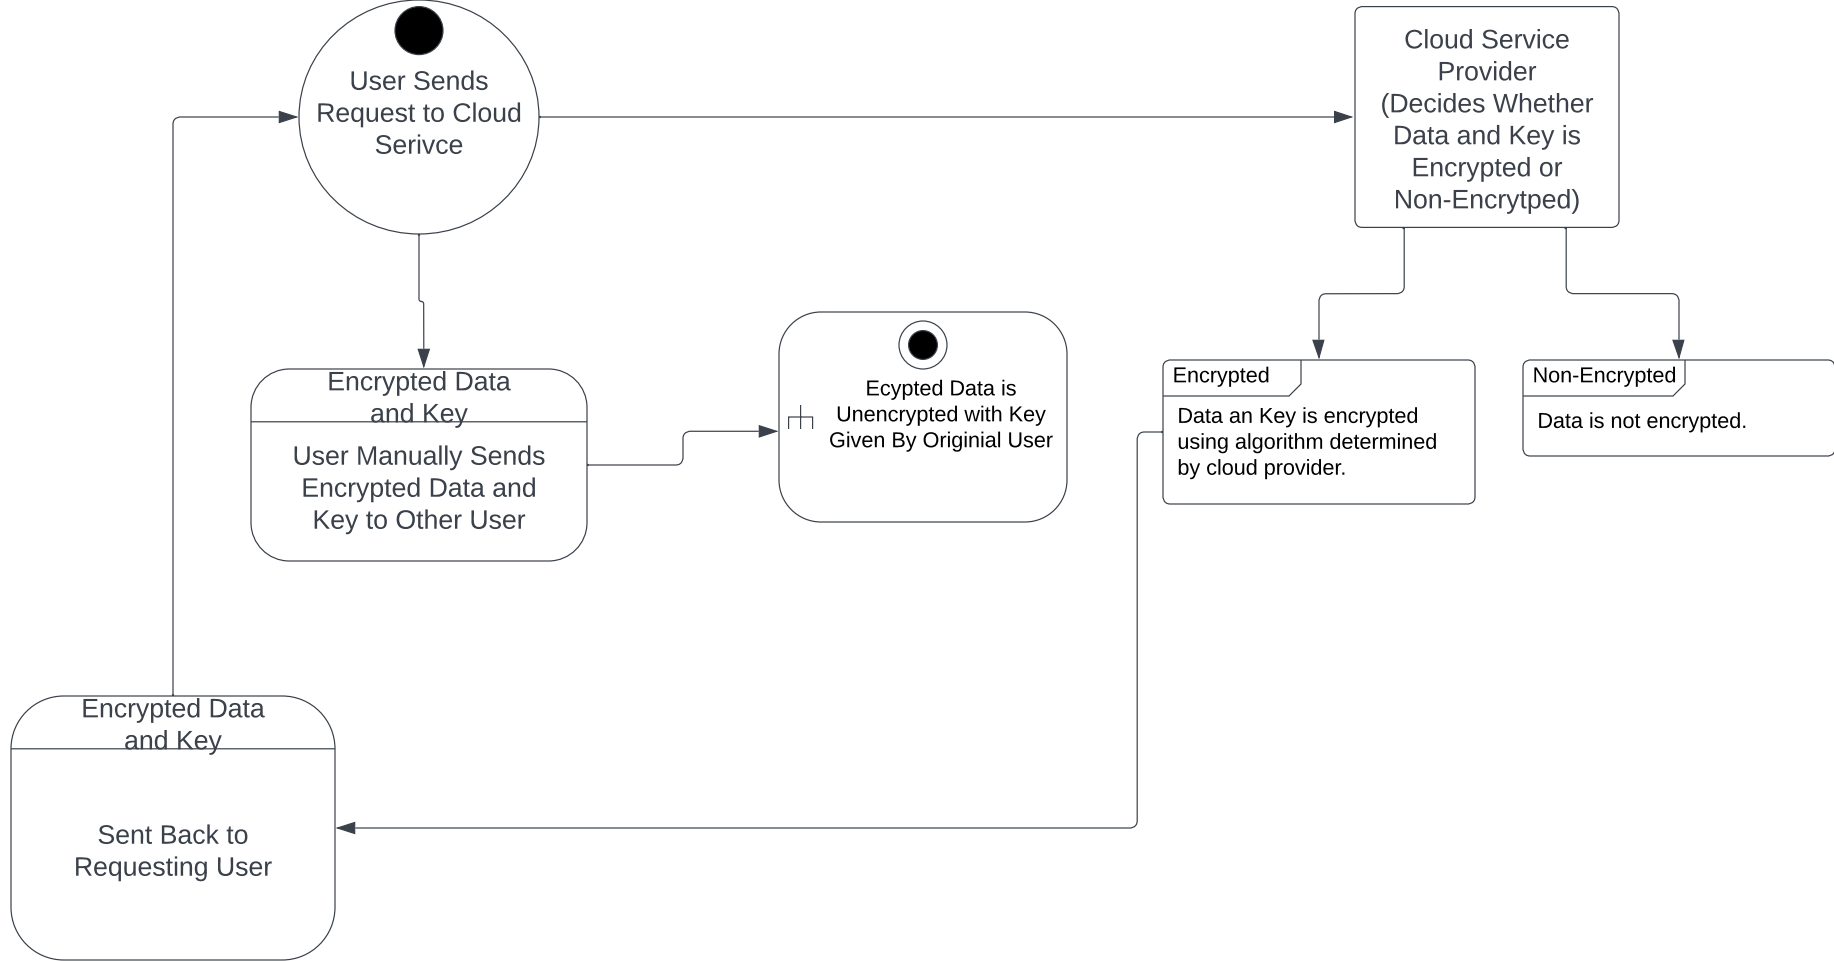 User Sends
Request to Cloud
Serivce
Cloud Service
Provider
(Decides Whether
Data and Key is
Encrypted or
Non-Encrytped)
Encrypted Data
and Key
User Manually Sends
Encrypted Data and
Key to Other User
Ecypted Data is
Unencrypted with Key
Given By Originial User
Encrypted
Data an Key is encrypted
using algorithm determined
by cloud provider.
Non-Encrypted
Data is not encrypted.
Encrypted Data
and Key
Sent Back to
Requesting User